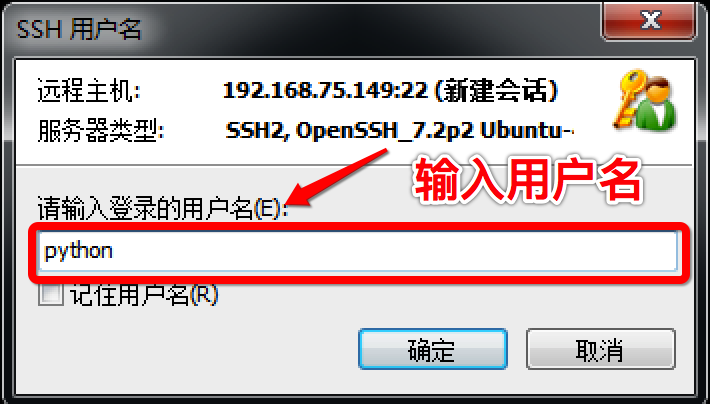 SSH 用户名
远程主机: 192.168.75.149:22 (新建会话)
服务器类型: SSH2, OpenSSH_7.2p2 Ubuntu-
输入用户名
请输入登录的用户名(E):
python
记住用户名(R)
确定 取消